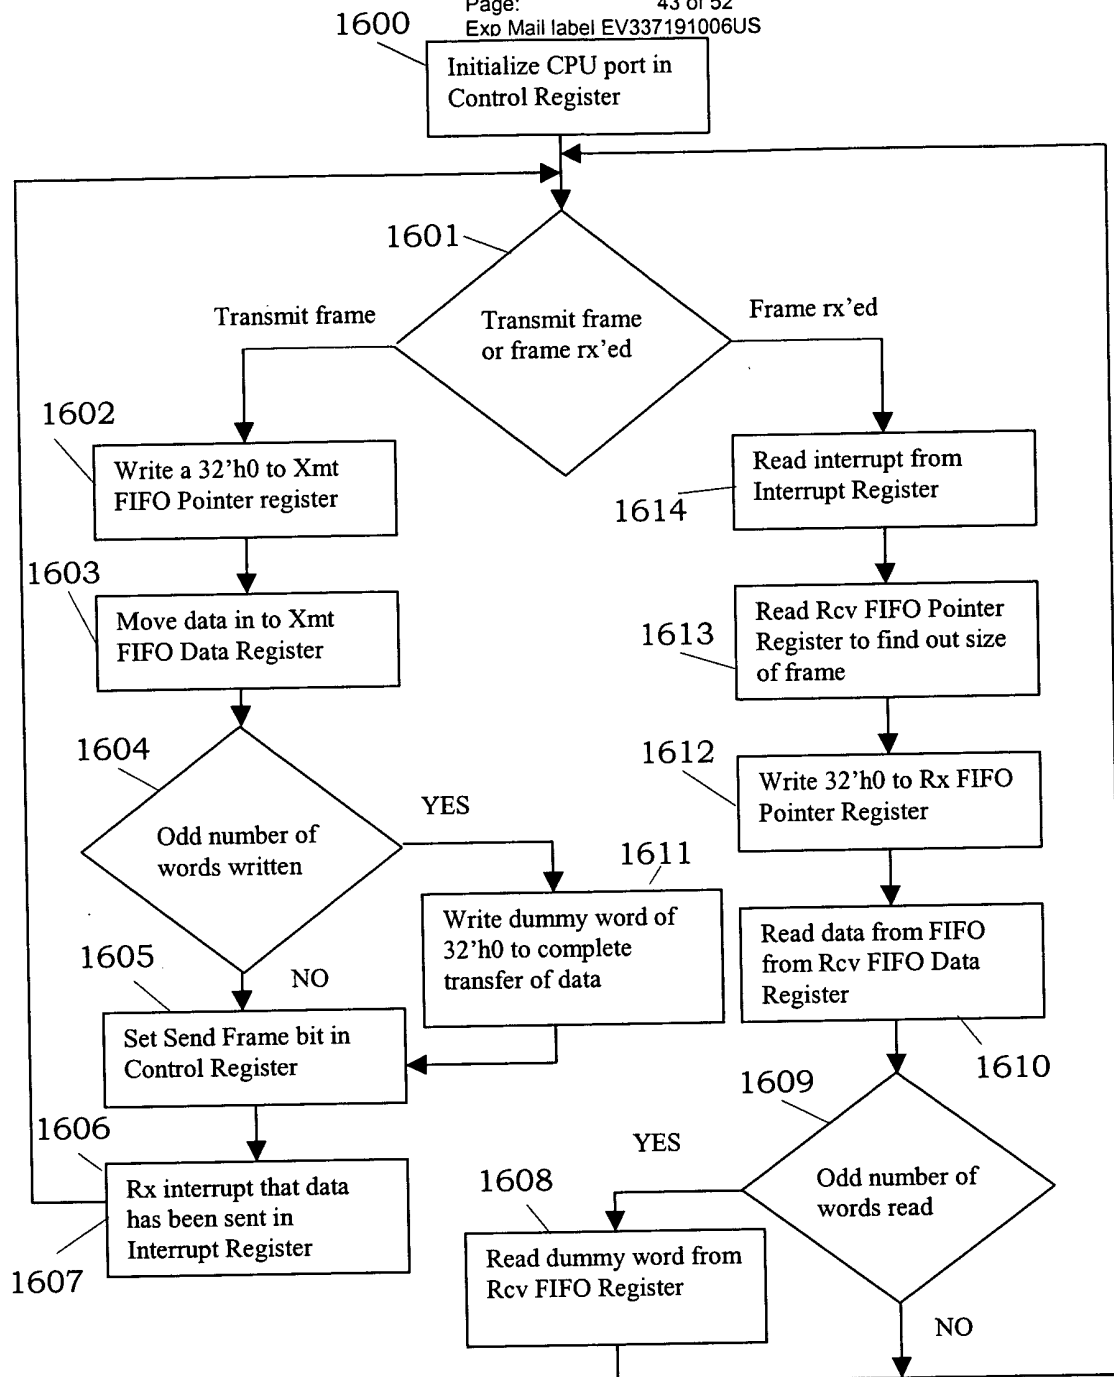 Page: 43 of 52
Exp Mail label EV337191006US
1600
Initialize CPU port in
Control Register
1601
Transmit frame
or frame rx'ed
Transmit frame
Frame rx'ed
1602
Write a 32'h0 to Xmt
FIFO Pointer register
1603
Move data in to Xmt
FIFO Data Register
1604
Odd number of
words written
YES
1611
Write dummy word of
32'h0 to complete
transfer of data
NO
1605
Set Send Frame bit in
Control Register
1606
Rx interrupt that data
has been sent in
Interrupt Register
1607
Read interrupt from
Interrupt Register
1614
Read Rcv FIFO Pointer
Register to find out size
of frame
1613
1612
Write 32'h0 to Rx FIFO
Pointer Register
Read data from FIFO
from Rcv FIFO Data
Register
1610
1609
Odd number of
words read
YES
1608
Read dummy word from
Rcv FIFO Register
NO